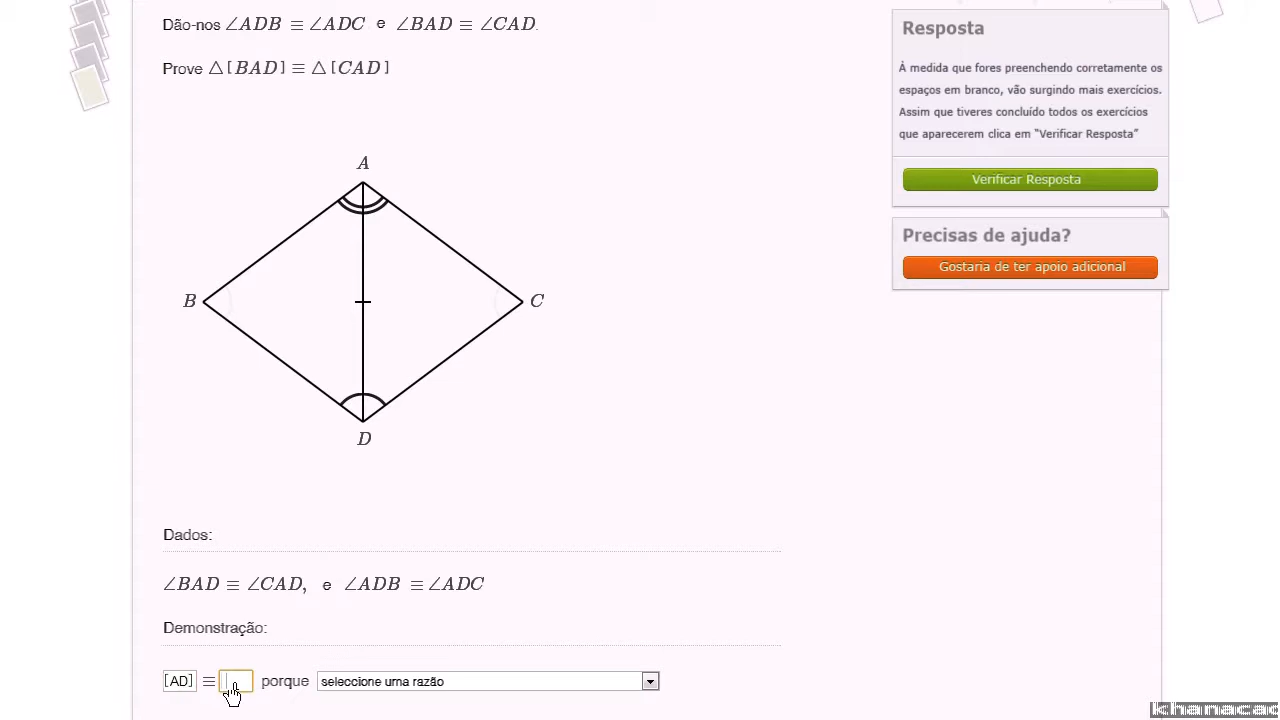 Dão-nos ∠ADB ≡ ∠ADC e ∠BAD ≡ ∠CAD.
Prove △[BAD] ≡ △[CAD]
A
B
C
D
Dados:
∠BAD ≡ ∠CAD, e ∠ADB ≡ ∠ADC
Demonstração:
[AD] ≡ porque seleccione uma razão
Resposta
À medida que fores preenchendo corretamente os
espaços em branco, vão surgindo mais exercícios.
Assim que tiveres concluído todos os exercícios
que aparecerem clica em “Verificar Resposta”
Verificar Resposta
Precisas de ajuda?
Gostaria de ter apoio adicional
khanacad